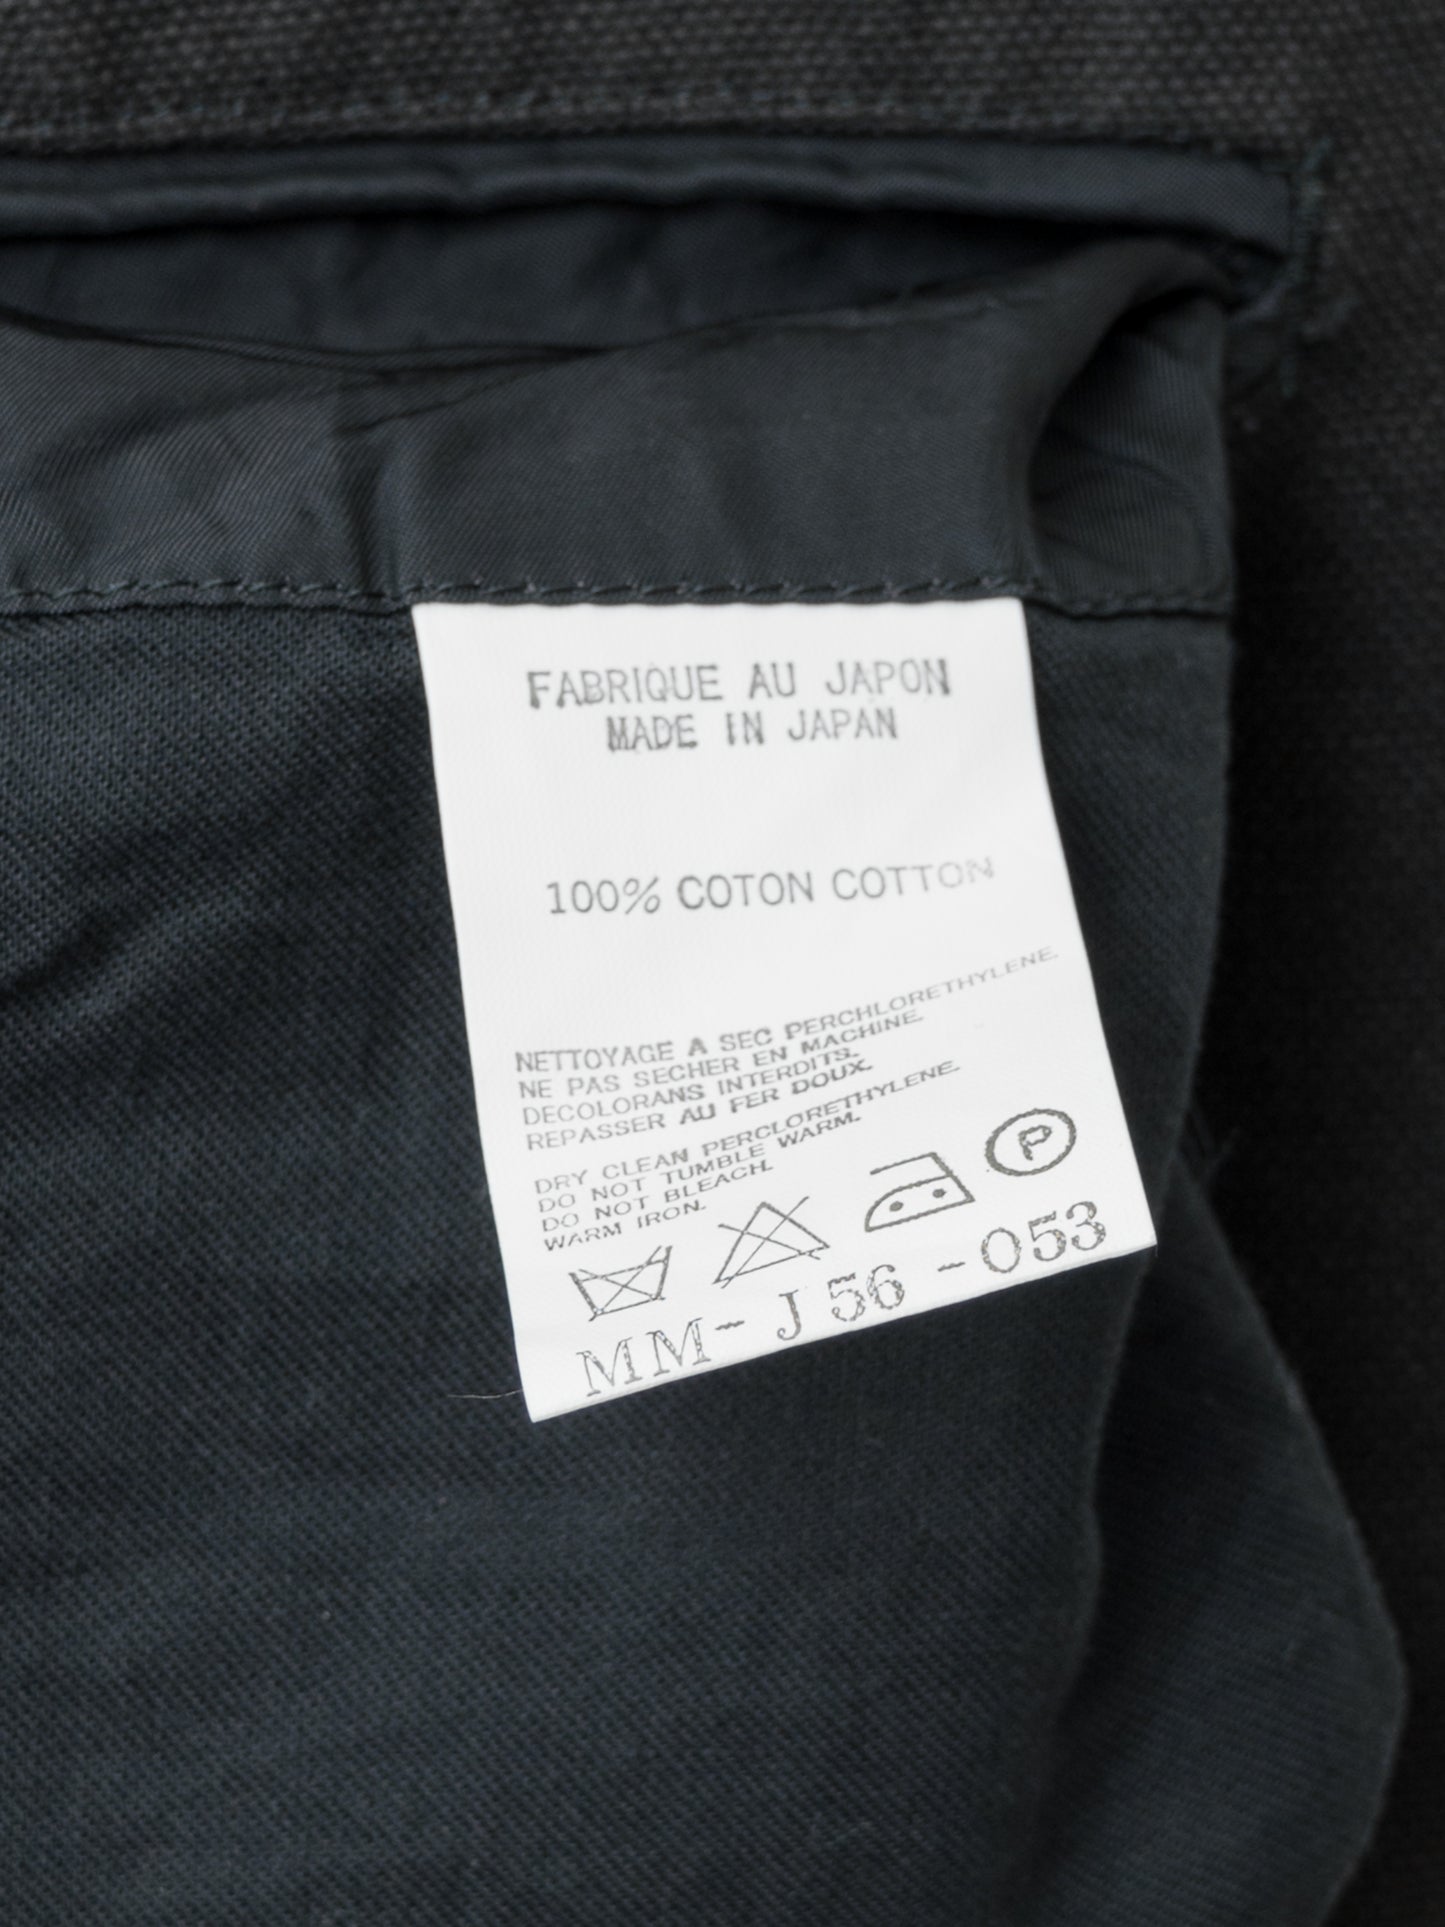 FABRIQUE AU JAPON
MADE IN JAPAN
100% COTON COTTON
NETTOYAGE A SEC PERCHLORETHYLENE.
NE PAS SECHER EN MACHINE.
DECOLORANS INTERDITS.
REPASSER AU FER DOUX.
DRY CLEAN PERCLORETHYLENE.
DO NOT TUMBLE WARM.
DO NOT BLEACH.
WARM IRON.
P
MM-J56-053